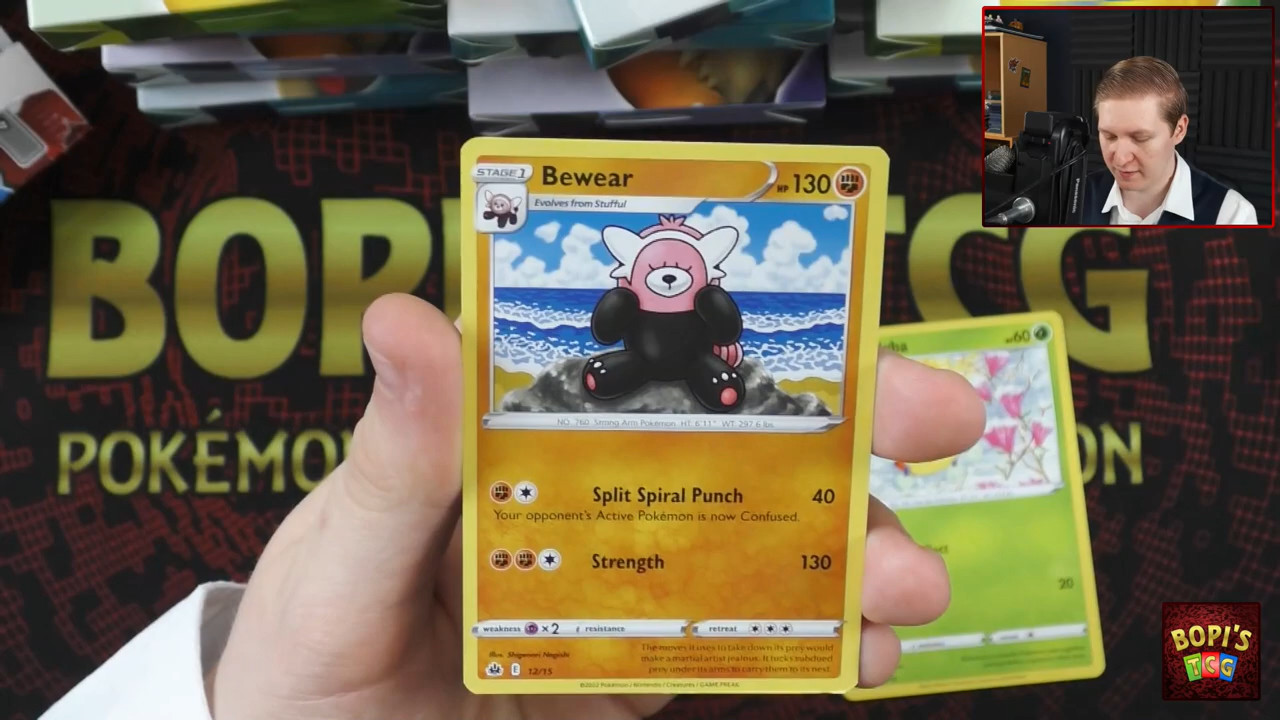 BOPI'S TCG
POKÉMON
STAGE 1
Bewear
HP 130
Evolves from Stufful
NO. 760 Strong Arm Pokémon HT: 6'11" WT: 297.6 lbs.
Split Spiral Punch 40
Your opponent's Active Pokémon is now Confused.
Strength 130
weakness ×2 resistance retreat
Illus. Shigenori Negishi
The moves it uses to take down its prey would
make a martial artist jealous. It tucks subdued
prey under its arms to carry them to its nest.
E 12/15
©2022 Pokémon / Nintendo / Creatures / GAME FREAK
HP 60
20
BOPI'S
TCG